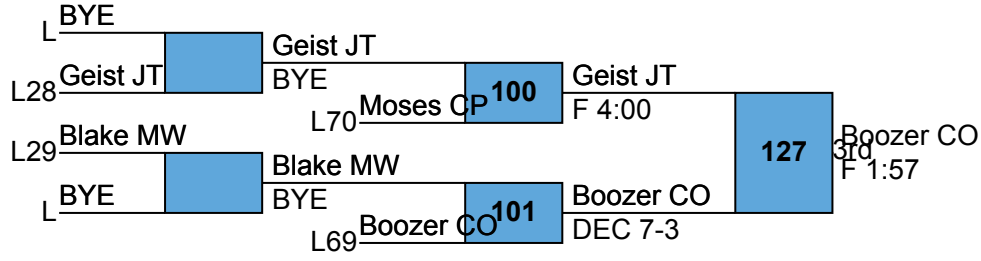 BYE
L
Geist JT
L28
Geist JT
BYE
Moses CP
L70
100
Geist JT
F 4:00
Blake MW
L29
BYE
L
Blake MW
BYE
Boozer CO
L69
101
Boozer CO
DEC 7-3
127
3rd
Boozer CO
F 1:57